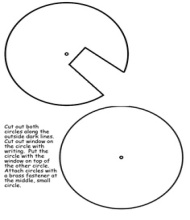 Cut out both
circles along the
outside dark lines.
Cut out window on
the circle with
writing. Put the
circle with the
window on top of
the other circle.
Attach circles with
a brass fastener at
the middle, small
circle.